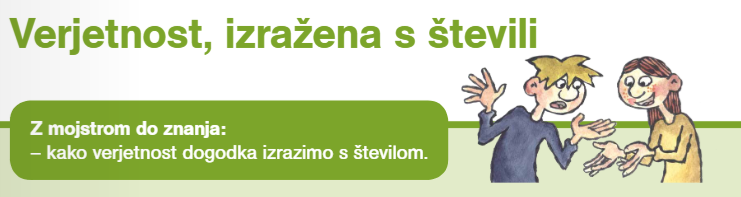 Verjetnost, izražena s števili
Z mojstrom do znanja:
– kako verjetnost dogodka izrazimo s številom.